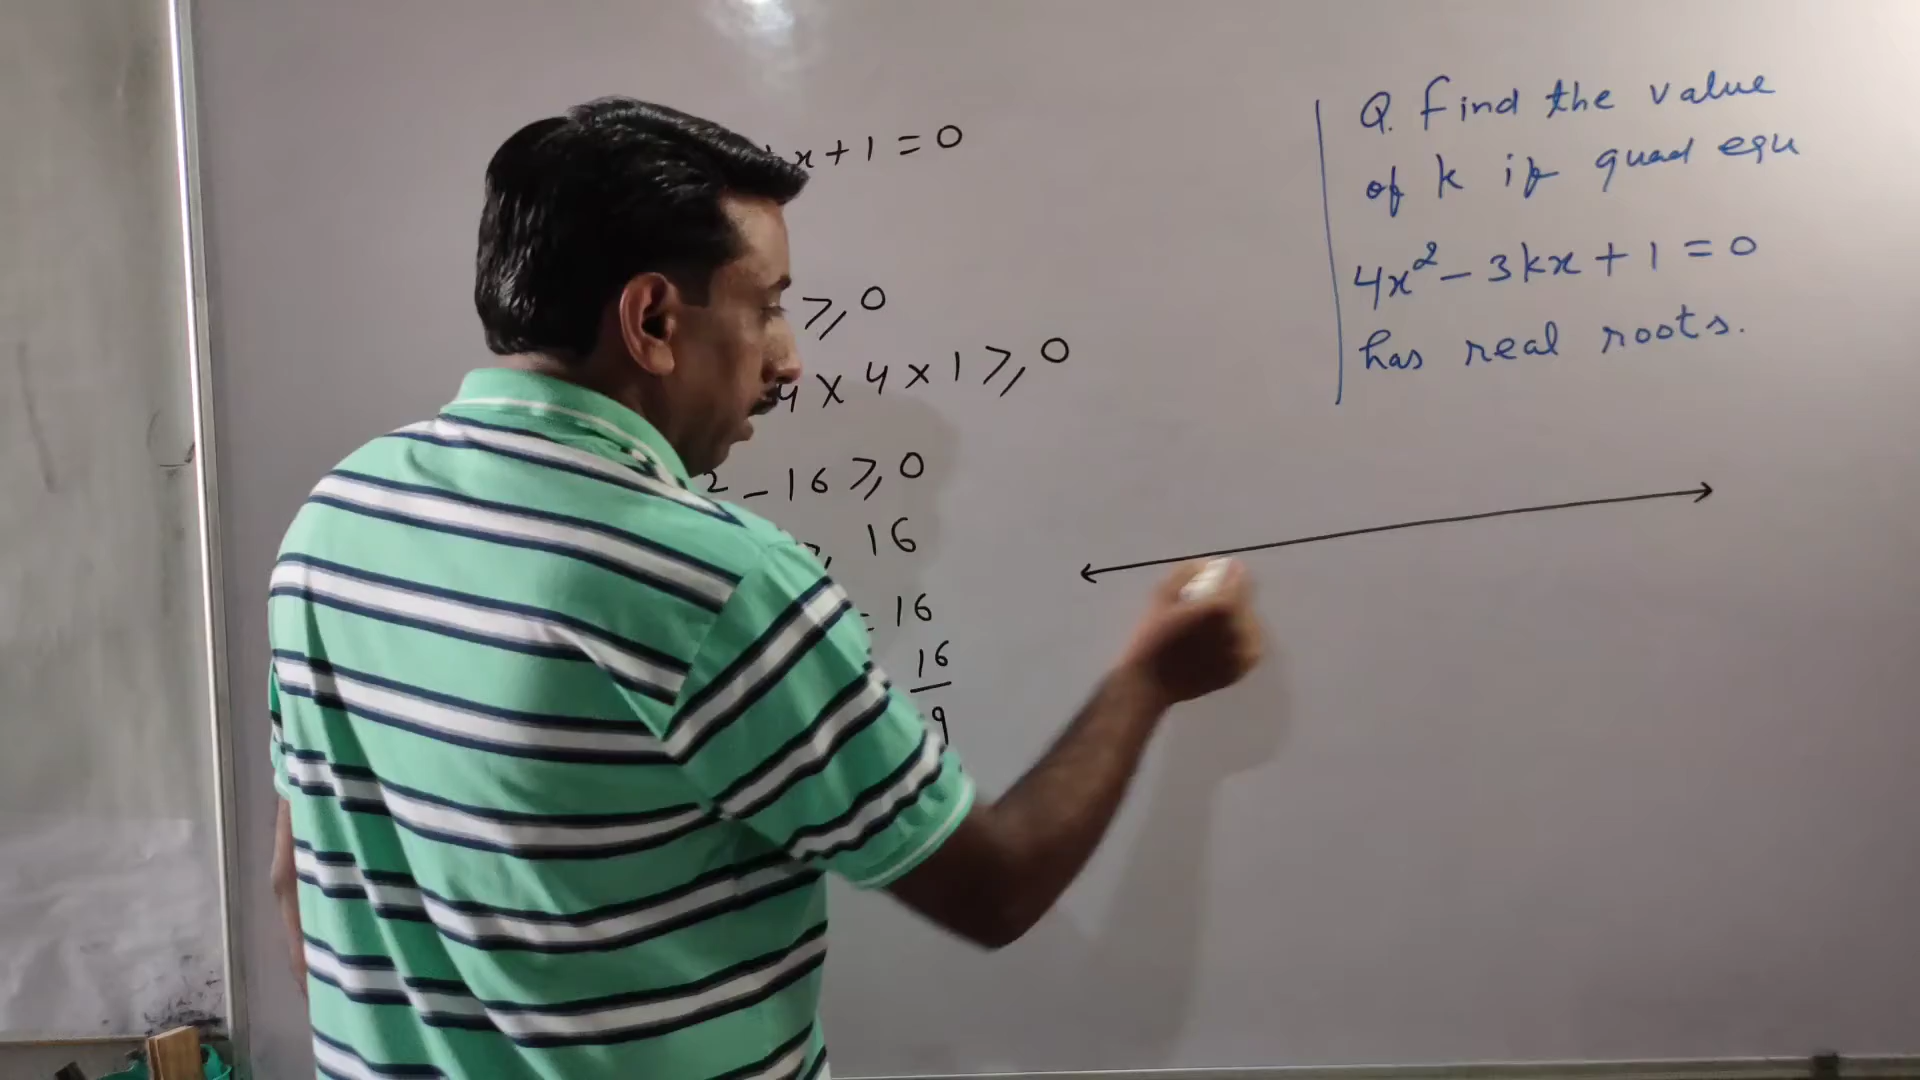 x+1=0
≥0
4×4×1≥0
2-16≥0
16
=16
16
9
Q. find the value
of k if quad equ
4x²-3kx+1=0
has real roots.